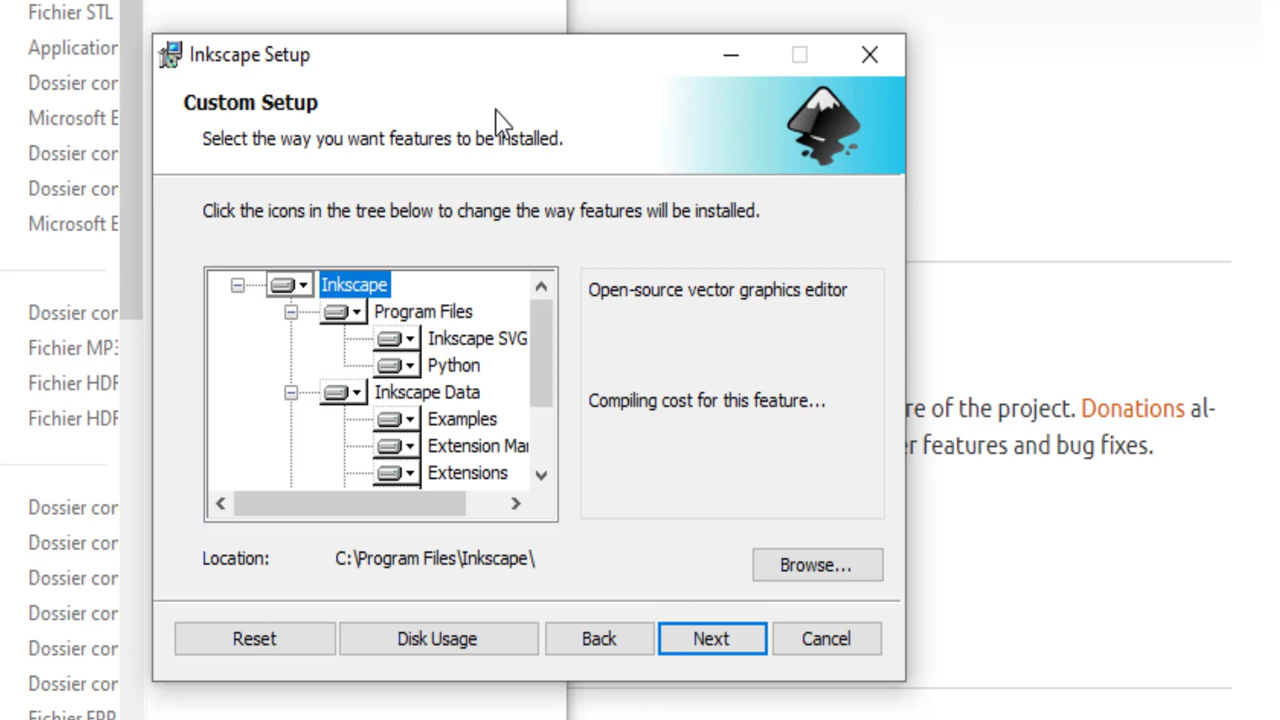 Fichier STL
Application
Dossier cor
Microsoft E
Dossier cor
Dossier cor
Microsoft E
Dossier cor
Fichier MP3
Fichier HDF
Fichier HDF
Dossier cor
Dossier cor
Dossier cor
Dossier cor
Dossier cor
Dossier cor
Fichier FPP
Inkscape Setup
Custom Setup
Select the way you want features to be installed.
Click the icons in the tree below to change the way features will be installed.
Inkscape
Program Files
Inkscape SVG
Python
Inkscape Data
Examples
Extension Mar
Extensions
Open-source vector graphics editor
Compiling cost for this feature...
Location:
C:\Program Files\Inkscape\
Browse...
Reset
Disk Usage
Back
Next
Cancel
re of the project. Donations al-
er features and bug fixes.